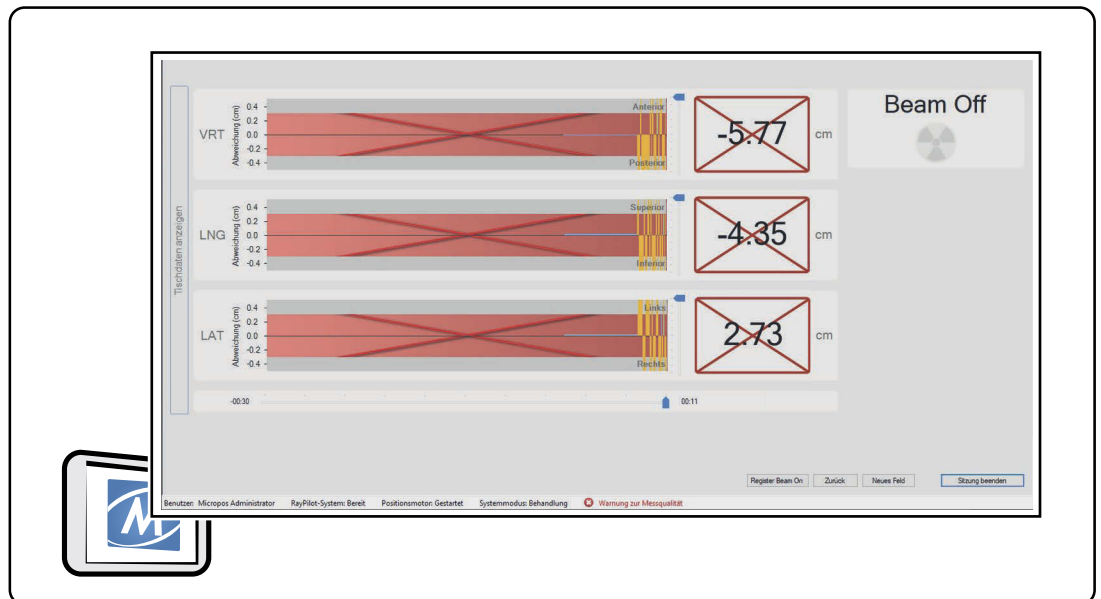 Beam Off
Tischdaten anzeigen
VRT
Abweichung (cm)
0.4
0.2
0.0
-0.2
-0.4
Anterior
Posterior
-5.77
cm
LNG
Abweichung (cm)
0.4
0.2
0.0
-0.2
-0.4
Superior
Inferior
-4.35
cm
LAT
Abweichung (cm)
0.4
0.2
0.0
-0.2
-0.4
Links
Rechts
2.73
cm
-00:30
00:11
Register Beam On Zurück Neues Feld Sitzung beenden
Benutzer: Micropos Administrator RayPilot-System: Bereit Positionsmotor: Gestartet Systemmodus: Behandlung Warnung zur Messqualität
M